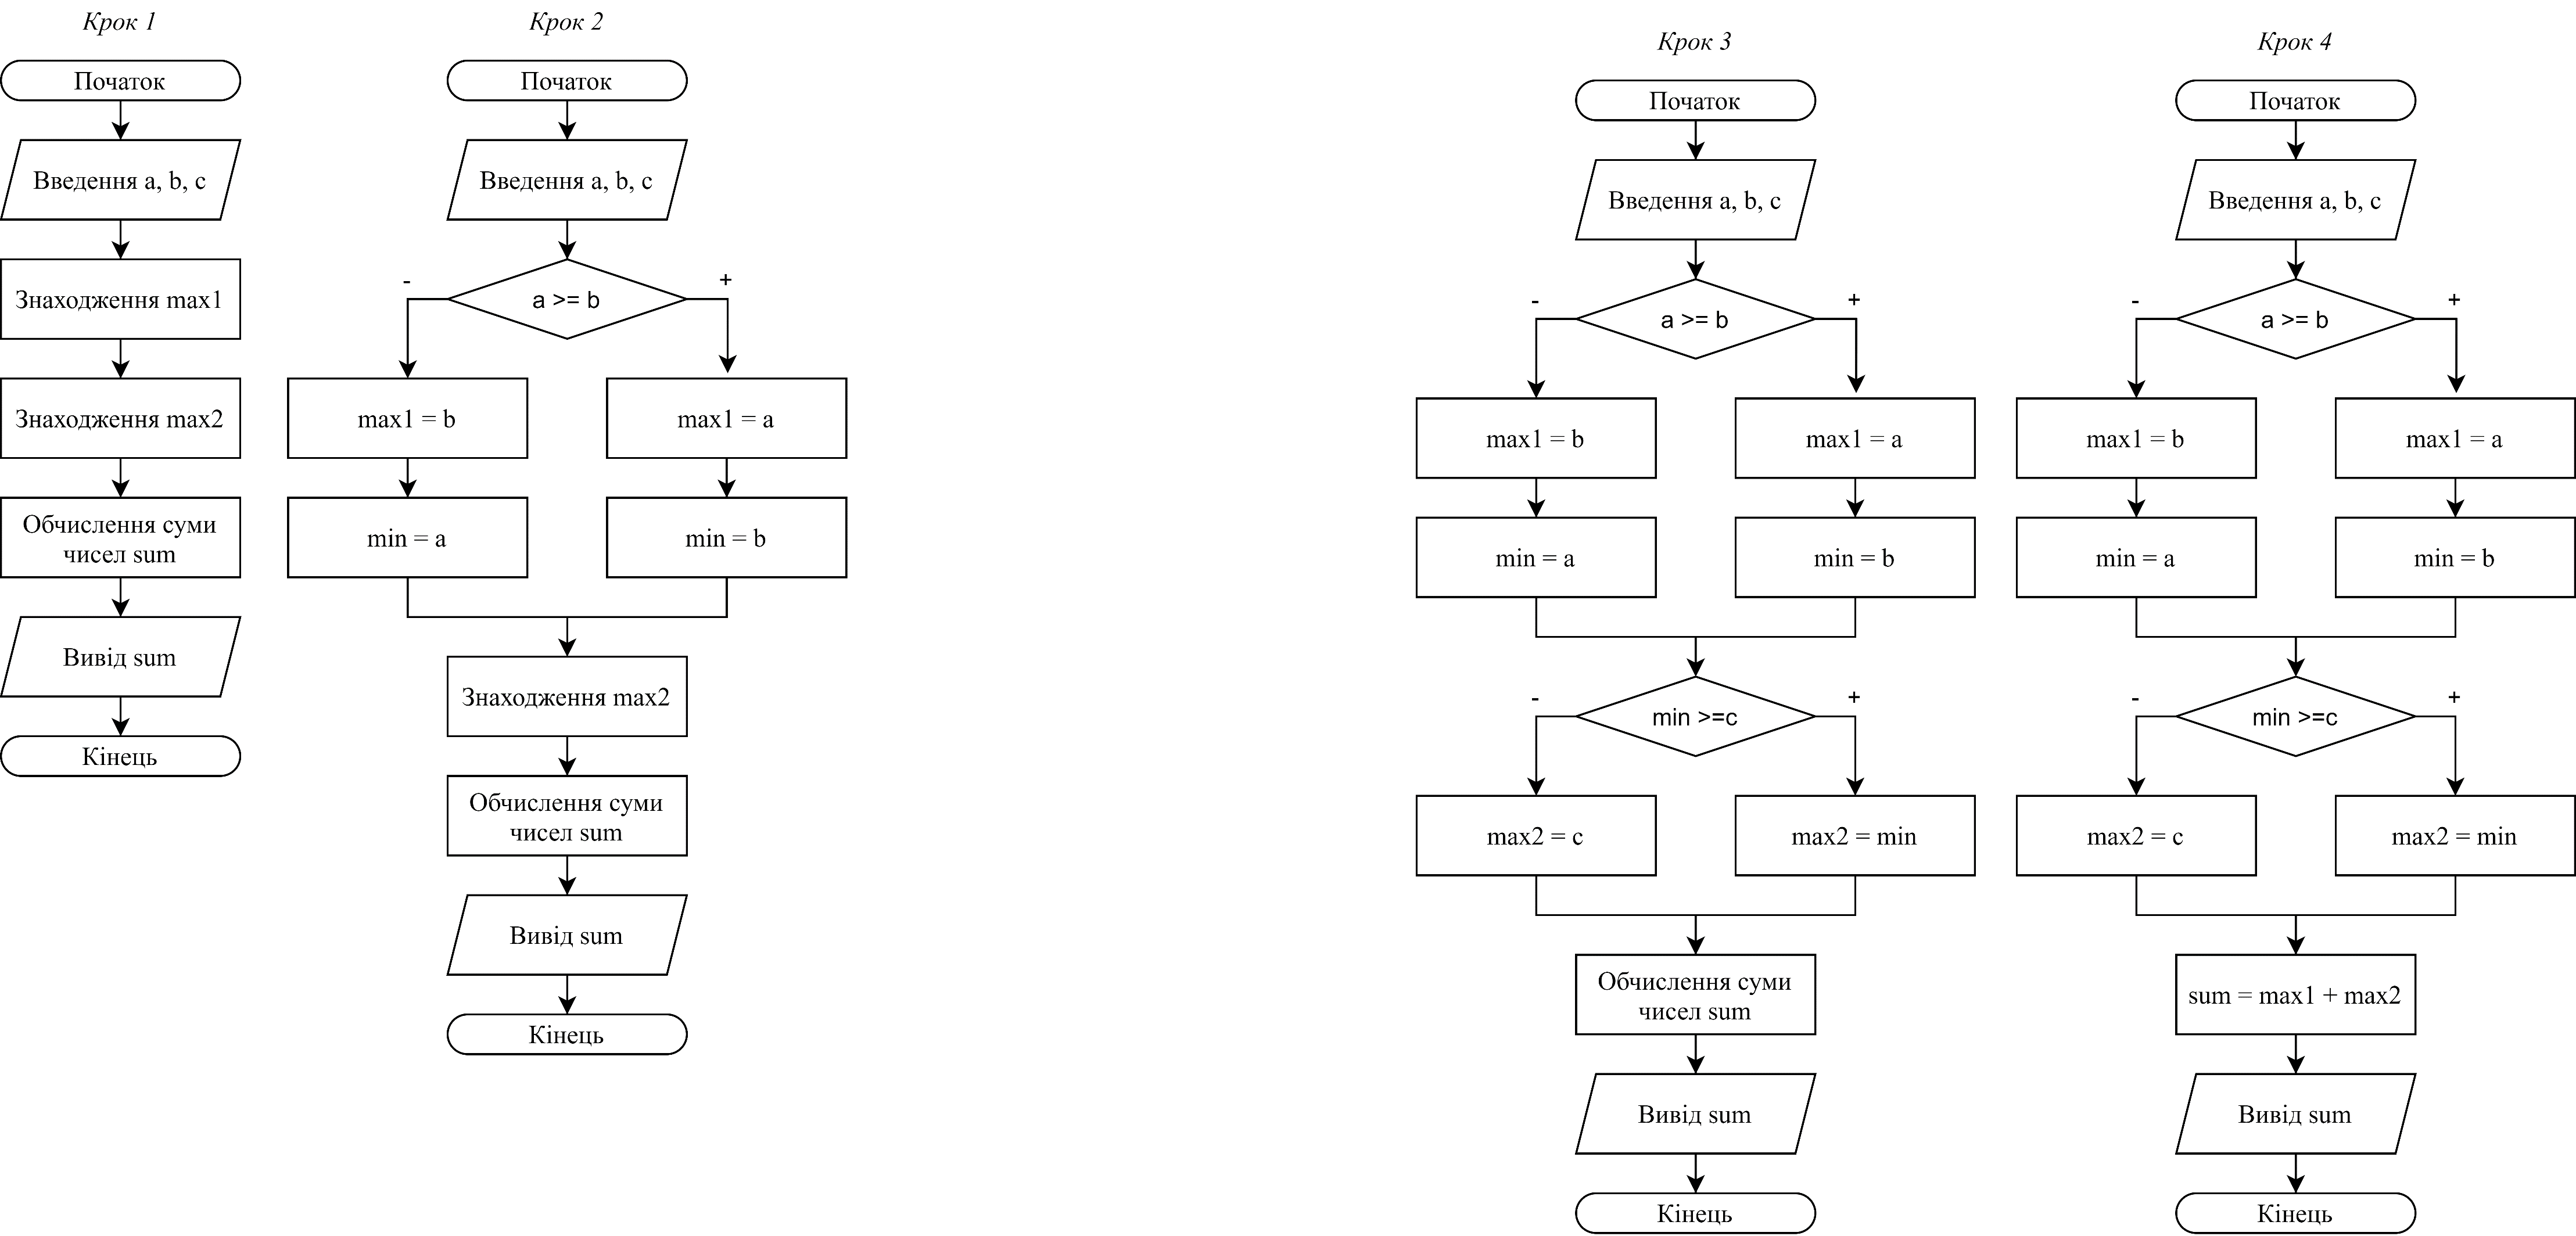 Крок 1
Початок
Введення a, b, c
Знаходження max1
Знаходження max2
Обчислення суми
чисел sum
Вивід sum
Кінець
Крок 2
Початок
Введення a, b, c
-
a >= b
+
max1 = b
max1 = a
min = a
min = b
Знаходження max2
Обчислення суми
чисел sum
Вивід sum
Кінець
Крок 3
Початок
Введення a, b, c
-
a >= b
+
max1 = b
max1 = a
min = a
min = b
-
min >=c
+
max2 = c
max2 = min
Обчислення суми
чисел sum
Вивід sum
Кінець
Крок 4
Початок
Введення a, b, c
-
a >= b
+
max1 = b
max1 = a
min = a
min = b
-
min >=c
+
max2 = c
max2 = min
sum = max1 + max2
Вивід sum
Кінець